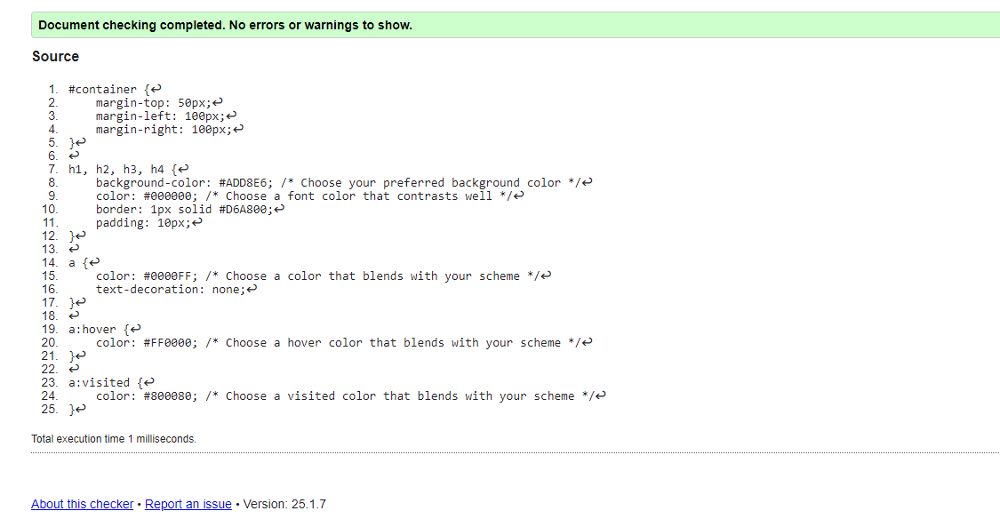 Document checking completed. No errors or warnings to show.
Source
1. #container {↩
2.     margin-top: 50px;↩
3.     margin-left: 100px;↩
4.     margin-right: 100px;↩
5. }↩
6. ↩
7. h1, h2, h3, h4 {↩
8.     background-color: #ADD8E6; /* Choose your preferred background color */↩
9.     color: #000000; /* Choose a font color that contrasts well */↩
10.     border: 1px solid #D6A800;↩
11.     padding: 10px;↩
12. }↩
13. ↩
14. a {↩
15.     color: #0000FF; /* Choose a color that blends with your scheme */↩
16.     text-decoration: none;↩
17. }↩
18. ↩
19. a:hover {↩
20.     color: #FF0000; /* Choose a hover color that blends with your scheme */↩
21. }↩
22. ↩
23. a:visited {↩
24.     color: #800080; /* Choose a visited color that blends with your scheme */↩
25. }↩
Total execution time 1 milliseconds.
About this checker • Report an issue • Version: 25.1.7